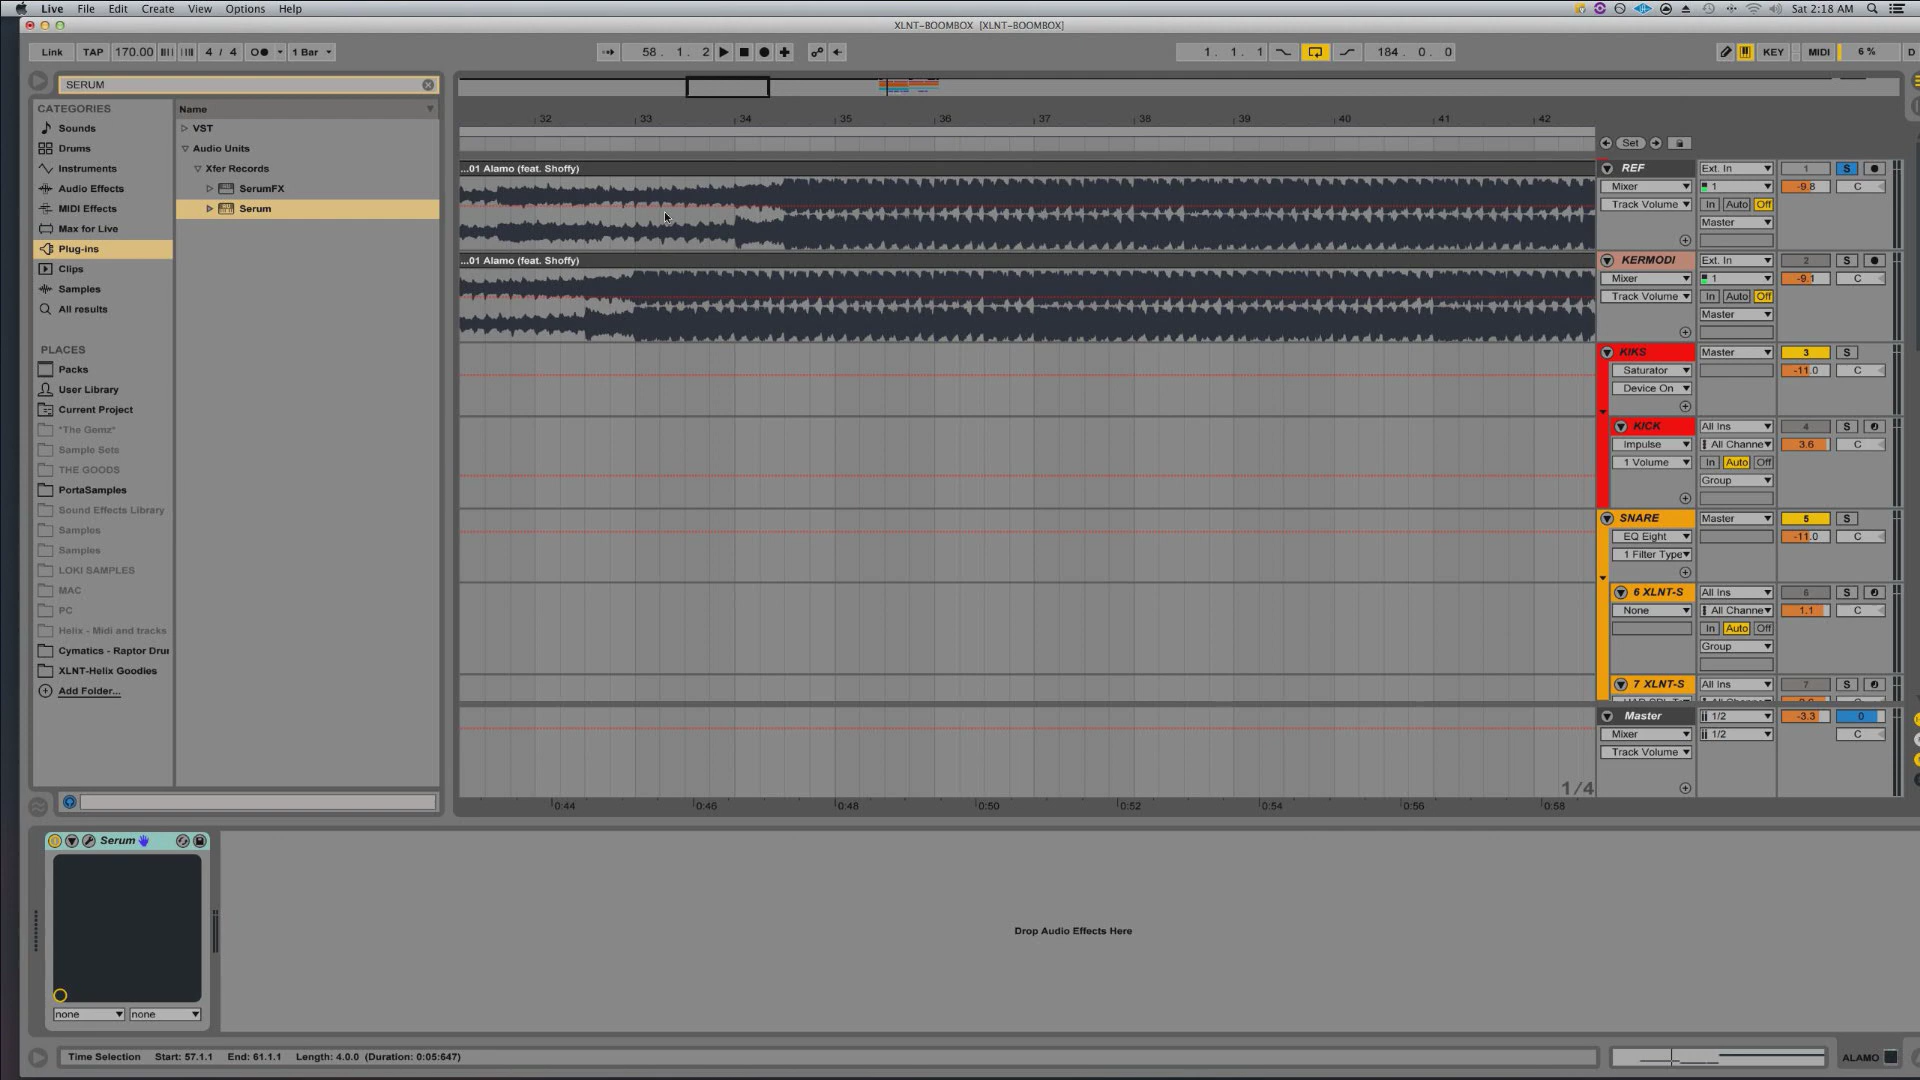 Live File Edit Create View Options Help Sat 2:18 AM
XLNT-BOOMBOX [XLNT-BOOMBOX]
Link TAP 170.00 4 / 4 1 Bar 58. 1. 2 1. 1. 1 184. 0. 0 KEY MIDI 6 % D
SERUM
CATEGORIES
Sounds
Drums
Instruments
Audio Effects
MIDI Effects
Max for Live
Plug-ins
Clips
Samples
All results
PLACES
Packs
User Library
Current Project
*The Gemz*
Sample Sets
THE GOODS
PortaSamples
Sound Effects Library
Samples
Samples
LOKI SAMPLES
MAC
PC
Helix - Midi and tracks
Cymatics - Raptor Dru
XLNT-Helix Goodies
Add Folder...
Name
VST
Audio Units
Xfer Records
SerumFX
Serum
32 33 34 35 36 37 38 39 40 41 42
Set
...01 Alamo (feat. Shoffy)
REF Ext. In 1 S
Mixer 1 -9.8 C
Track Volume In Auto Off
Master
...01 Alamo (feat. Shoffy)
KERMODI Ext. In 2 S
Mixer 1 -9.1 C
Track Volume In Auto Off
Master
KIKS Master 3 S
Saturator -11.0 C
Device On
KICK All Ins 4 S
Impulse All Channe 3.6 C
1 Volume In Auto Off
Group
SNARE Master 5 S
EQ Eight -11.0 C
1 Filter Type
6 XLNT-S All Ins 6 S
None All Channe 1.1 C
In Auto Off
Group
7 XLNT-S All Ins 7 S
Master 1/2 -3.3 0
Mixer 1/2 C
Track Volume
1/4
0:44 0:46 0:48 0:50 0:52 0:54 0:56 0:58
Serum
none none
Drop Audio Effects Here
Time Selection Start: 57.1.1 End: 61.1.1 Length: 4.0.0 (Duration: 0:05:647)
ALAMO